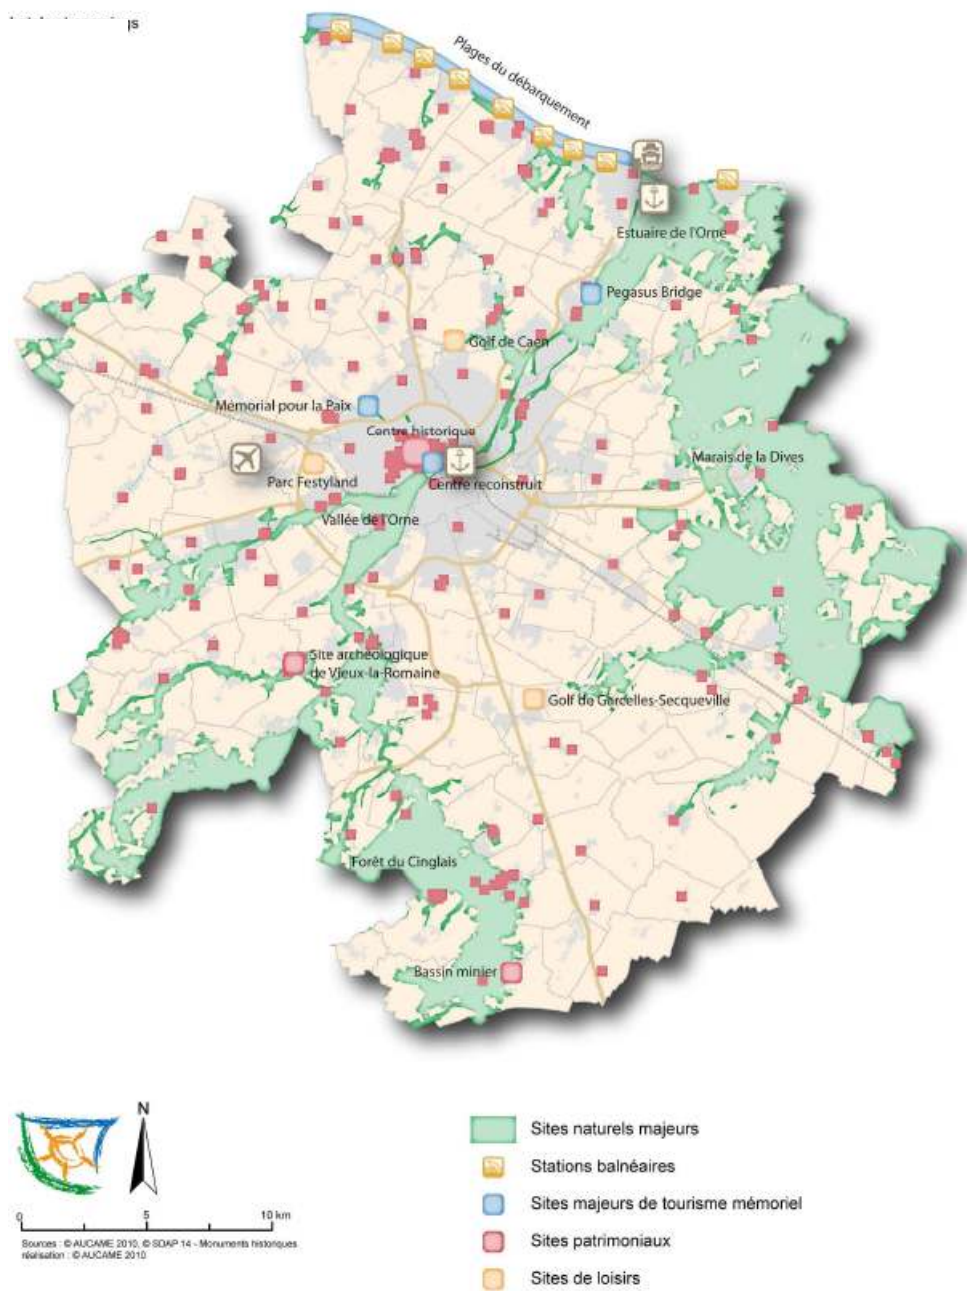 Plages du débarquement
Estuaire de l'Orne
Pegasus Bridge
Golf de Caen
Mémorial pour la Paix
Centre historique
Marais de la Dives
Parc Festyland
Centre reconstruit
Vallée de l'Orne
Site archéologique
de Vieux-la-Romaine
Golf de Garcelles-Secqueville
Forêt du Cinglais
Bassin minier
N
0 5 10 km
Sources : © AUCAME 2010, © SDAP 14 - Monuments historiques
réalisation : © AUCAME 2010
Sites naturels majeurs
Stations balnéaires
Sites majeurs de tourisme mémoriel
Sites patrimoniaux
Sites de loisirs